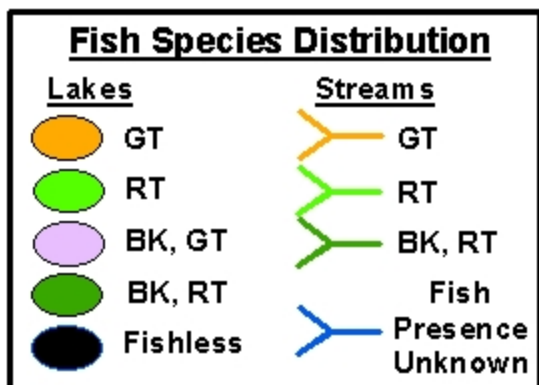 Fish Species Distribution
Lakes
GT
RT
BK, GT
BK, RT
Fishless
Streams
GT
RT
BK, RT
Fish
Presence
Unknown